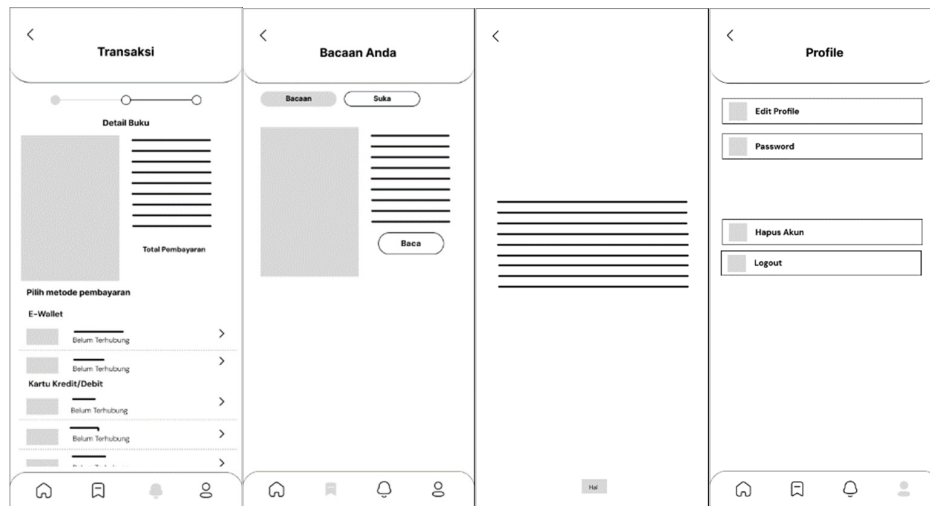 Transaksi
Detail Buku
Total Pembayaran
Pilih metode pembayaran
E-Wallet
Belum Terhubung
Belum Terhubung
Kartu Kredit/Debit
Belum Terhubung
Belum Terhubung
Bacaan Anda
Bacaan
Suka
Baca
Hal
Profile
Edit Profile
Password
Hapus Akun
Logout